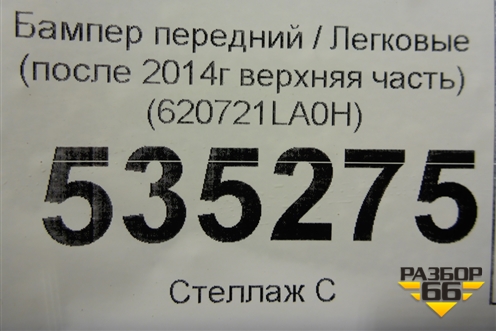 Бампер передний / Легковые
(после 2014г верхняя часть)
(620721LA0H)
535275
Стеллаж С
РАЗБОР
66